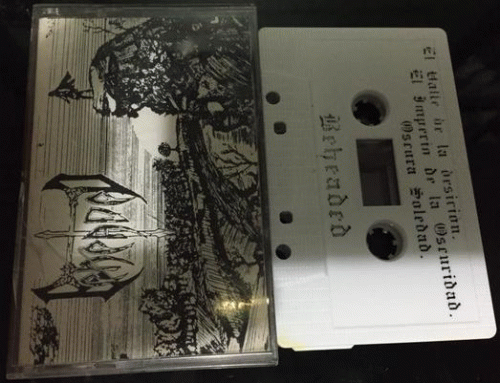 El Valle de la desicion.
El Imperio de la Oscuridad.
Oscura Soledad.
Beheaded